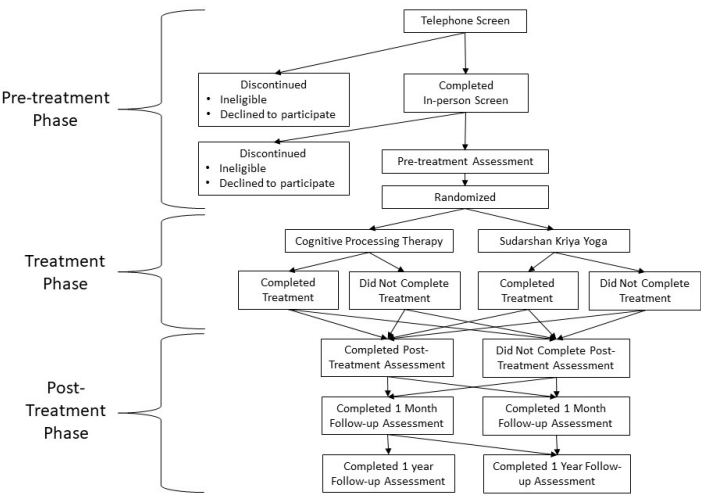 Telephone Screen
Discontinued
• Ineligible
• Declined to participate
Completed
In-person Screen
Pre-treatment
Phase
Discontinued
• Ineligible
• Declined to participate
Pre-treatment Assessment
Randomized
Cognitive Processing Therapy
Sudarshan Kriya Yoga
Treatment
Phase
Completed
Treatment
Did Not Complete
Treatment
Completed
Treatment
Did Not Complete
Treatment
Completed Post-
Treatment Assessment
Did Not Complete Post-
Treatment Assessment
Post-
Treatment
Phase
Completed 1 Month
Follow-up Assessment
Completed 1 Month
Follow-up Assessment
Completed 1 year
Follow-up Assessment
Completed 1 Year Follow-
up Assessment